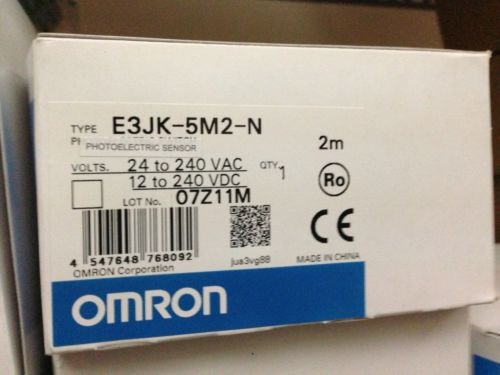 TYPE E3JK-5M2-N
PHOTOELECTRIC SENSOR
2m
VOLTS. 24 to 240 VAC
12 to 240 VDC
QTY. 1
Ro
LOT No. 07Z11M
4 547648 768092
OMRON Corporation
jua3vg88
CE
MADE IN CHINA
OMRON